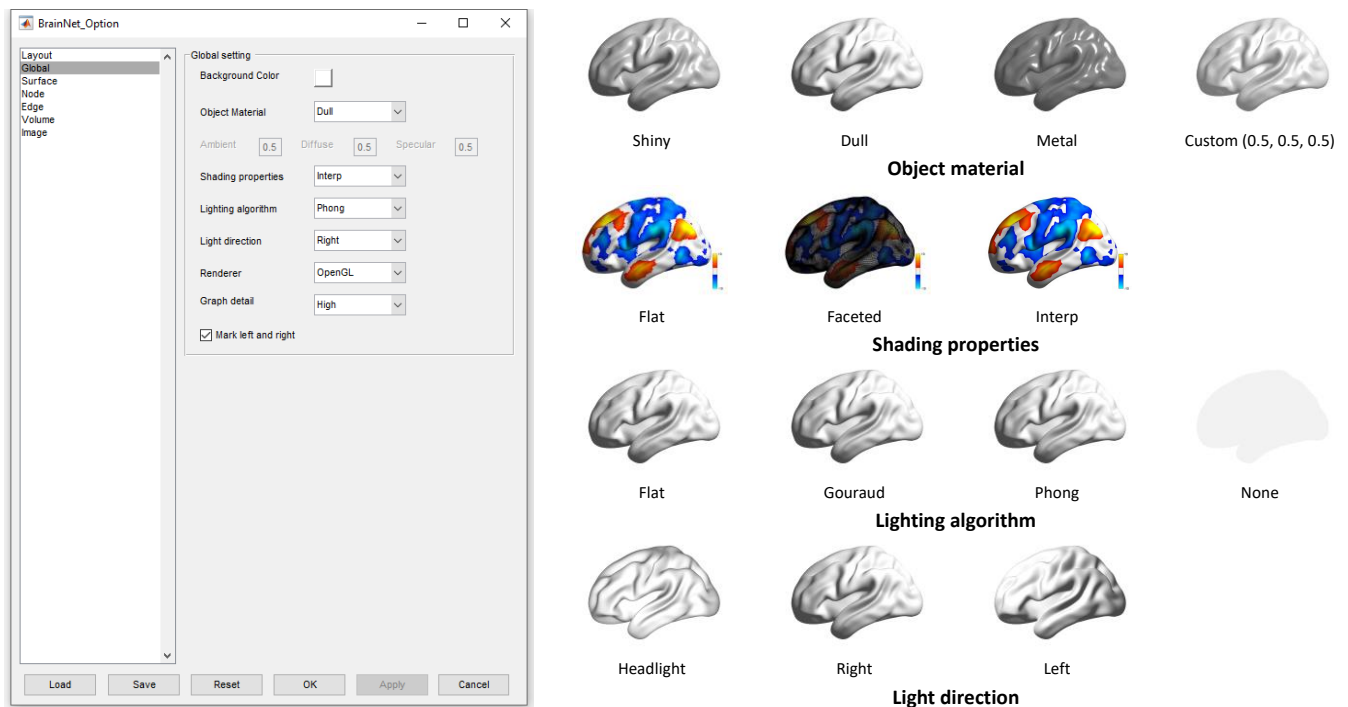 BrainNet_Option
Layout
Global
Surface
Node
Edge
Volume
Image
Global setting
Background Color
Object Material Dull
Ambient 0.5 Diffuse 0.5 Specular 0.5
Shading properties Interp
Lighting algorithm Phong
Light direction Right
Renderer OpenGL
Graph detail High
Mark left and right
Load Save Reset OK Apply Cancel
Shiny Dull Metal Custom (0.5, 0.5, 0.5)
Object material
Flat Faceted Interp
Shading properties
Flat Gouraud Phong None
Lighting algorithm
Headlight Right Left
Light direction